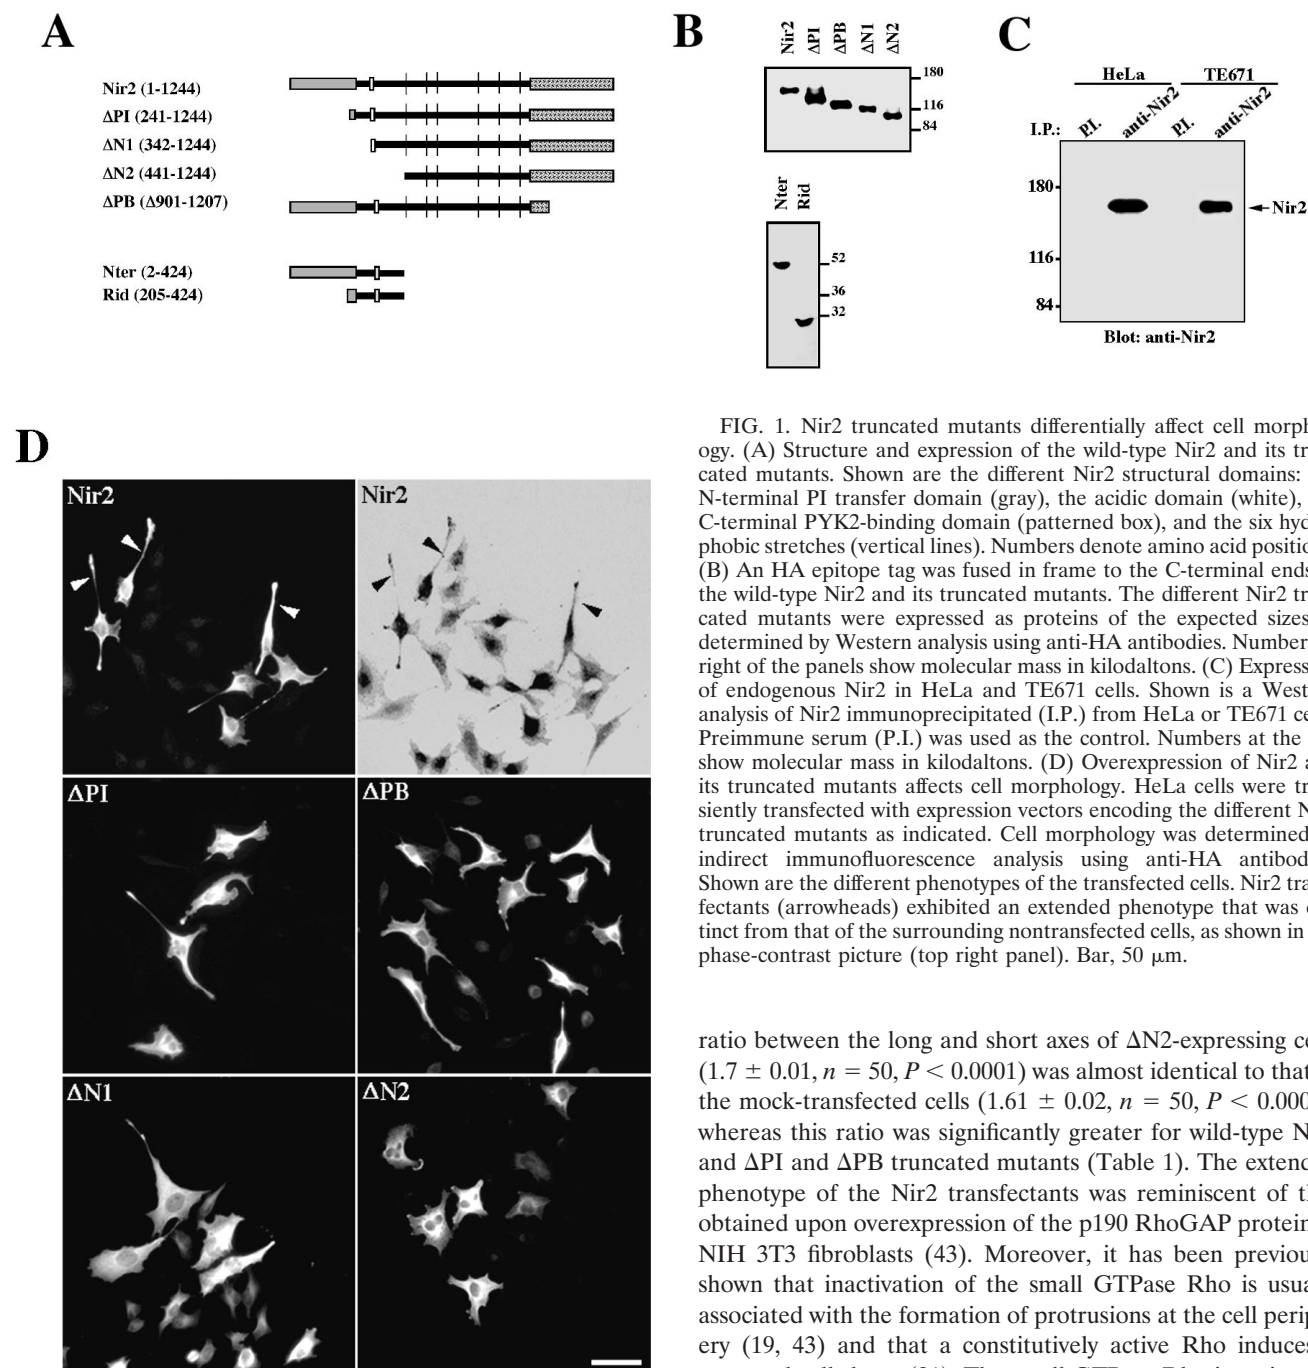 A
Nir2 (1-1244)
ΔPI (241-1244)
ΔN1 (342-1244)
ΔN2 (441-1244)
ΔPB (Δ901-1207)
Nter (2-424)
Rid (205-424)
B
Nir2 ΔPI ΔPB ΔN1 ΔN2
180
116
84
Nter Rid
52
36
32
C
HeLa TE671
I.P.: P.I. anti-Nir2 P.I. anti-Nir2
180
Nir2
116
84
Blot: anti-Nir2
D
Nir2 Nir2
ΔPI ΔPB
ΔN1 ΔN2
FIG. 1. Nir2 truncated mutants differentially affect cell morph
ogy. (A) Structure and expression of the wild-type Nir2 and its tr
cated mutants. Shown are the different Nir2 structural domains:
N-terminal PI transfer domain (gray), the acidic domain (white),
C-terminal PYK2-binding domain (patterned box), and the six hyd
phobic stretches (vertical lines). Numbers denote amino acid positio
(B) An HA epitope tag was fused in frame to the C-terminal ends
the wild-type Nir2 and its truncated mutants. The different Nir2 tr
cated mutants were expressed as proteins of the expected sizes
determined by Western analysis using anti-HA antibodies. Number
right of the panels show molecular mass in kilodaltons. (C) Express
of endogenous Nir2 in HeLa and TE671 cells. Shown is a West
analysis of Nir2 immunoprecipitated (I.P.) from HeLa or TE671 ce
Preimmune serum (P.I.) was used as the control. Numbers at the
show molecular mass in kilodaltons. (D) Overexpression of Nir2 a
its truncated mutants affects cell morphology. HeLa cells were tr
siently transfected with expression vectors encoding the different N
truncated mutants as indicated. Cell morphology was determined
indirect immunofluorescence analysis using anti-HA antibod
Shown are the different phenotypes of the transfected cells. Nir2 tra
fectants (arrowheads) exhibited an extended phenotype that was
tinct from that of the surrounding nontransfected cells, as shown in
phase-contrast picture (top right panel). Bar, 50 μm.
ratio between the long and short axes of ΔN2-expressing ce
(1.7 ± 0.01, n = 50, P < 0.0001) was almost identical to that
the mock-transfected cells (1.61 ± 0.02, n = 50, P < 0.000
whereas this ratio was significantly greater for wild-type N
and ΔPI and ΔPB truncated mutants (Table 1). The extend
phenotype of the Nir2 transfectants was reminiscent of th
obtained upon overexpression of the p190 RhoGAP protein
NIH 3T3 fibroblasts (43). Moreover, it has been previou
shown that inactivation of the small GTPase Rho is usua
associated with the formation of protrusions at the cell perip
ery (19, 43) and that a constitutively active Rho induces